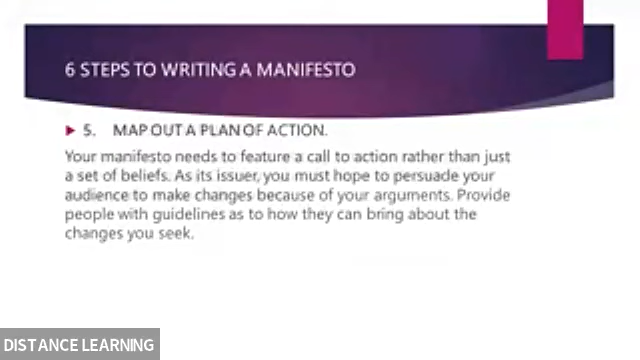 6 STEPS TO WRITING A MANIFESTO
5. MAP OUT A PLAN OF ACTION.
Your manifesto needs to feature a call to action rather than just
a set of beliefs. As its issuer, you must hope to persuade your
audience to make changes because of your arguments. Provide
people with guidelines as to how they can bring about the
changes you seek.
DISTANCE LEARNING